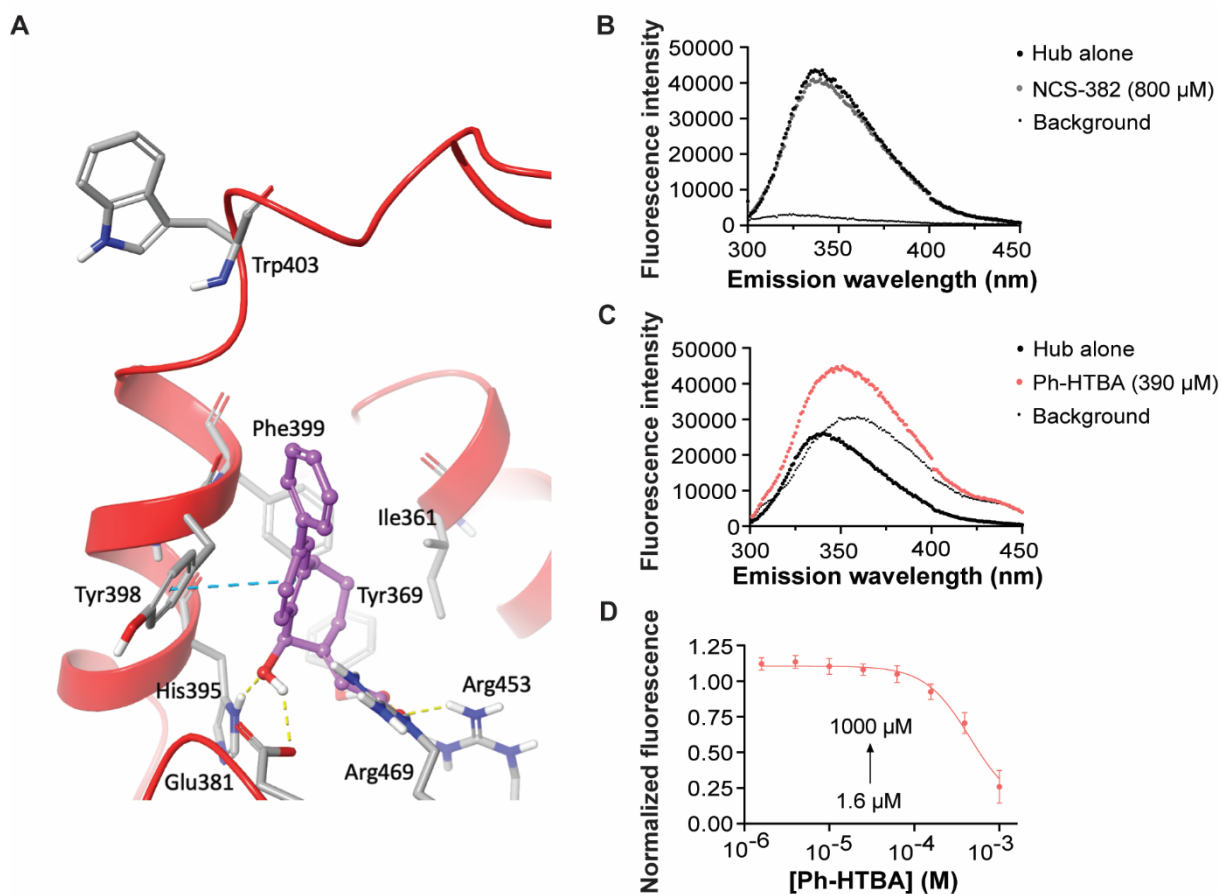 A
Trp403
Phe399
Ile361
Tyr398
Tyr369
His395
Arg453
Glu381
Arg469
B
Fluorescence intensity
50000
40000
30000
20000
10000
0
300
350
400
450
Emission wavelength (nm)
Hub alone
NCS-382 (800 µM)
Background
C
Fluorescence intensity
50000
40000
30000
20000
10000
0
300
350
400
450
Emission wavelength (nm)
Hub alone
Ph-HTBA (390 µM)
Background
D
Normalized fluorescence
1.25
1.00
0.75
0.50
0.25
0.00
1000 µM
1.6 µM
10⁻⁶
10⁻⁵
10⁻⁴
10⁻³
[Ph-HTBA] (M)